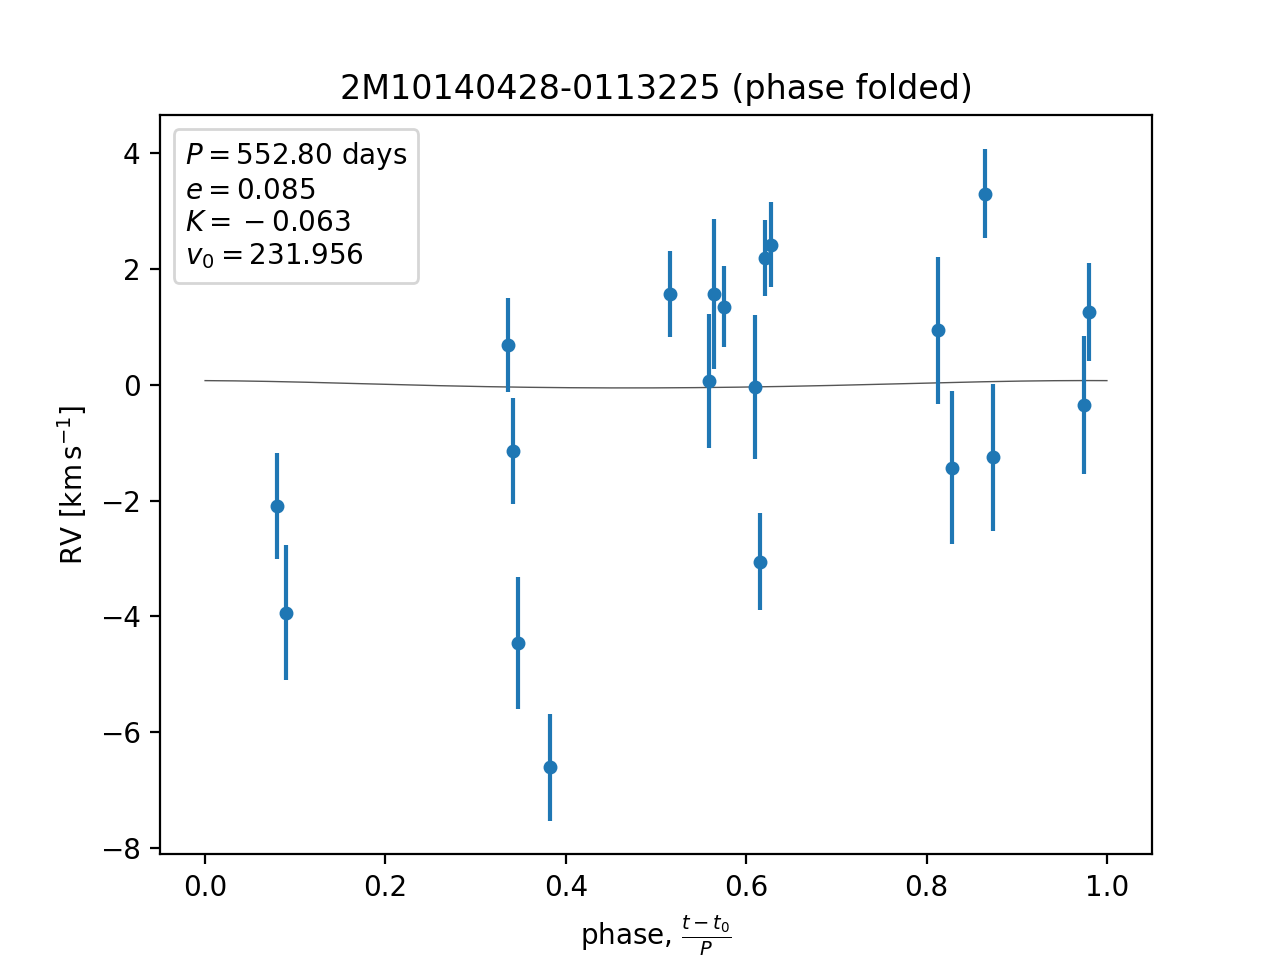 2M10140428-0113225 (phase folded)
P = 552.80 days
e = 0.085
K = −0.063
v₀ = 231.956
4
2
0
−2
−4
−6
−8
RV [km s⁻¹]
0.0 0.2 0.4 0.6 0.8 1.0
phase, (t − t₀)/P